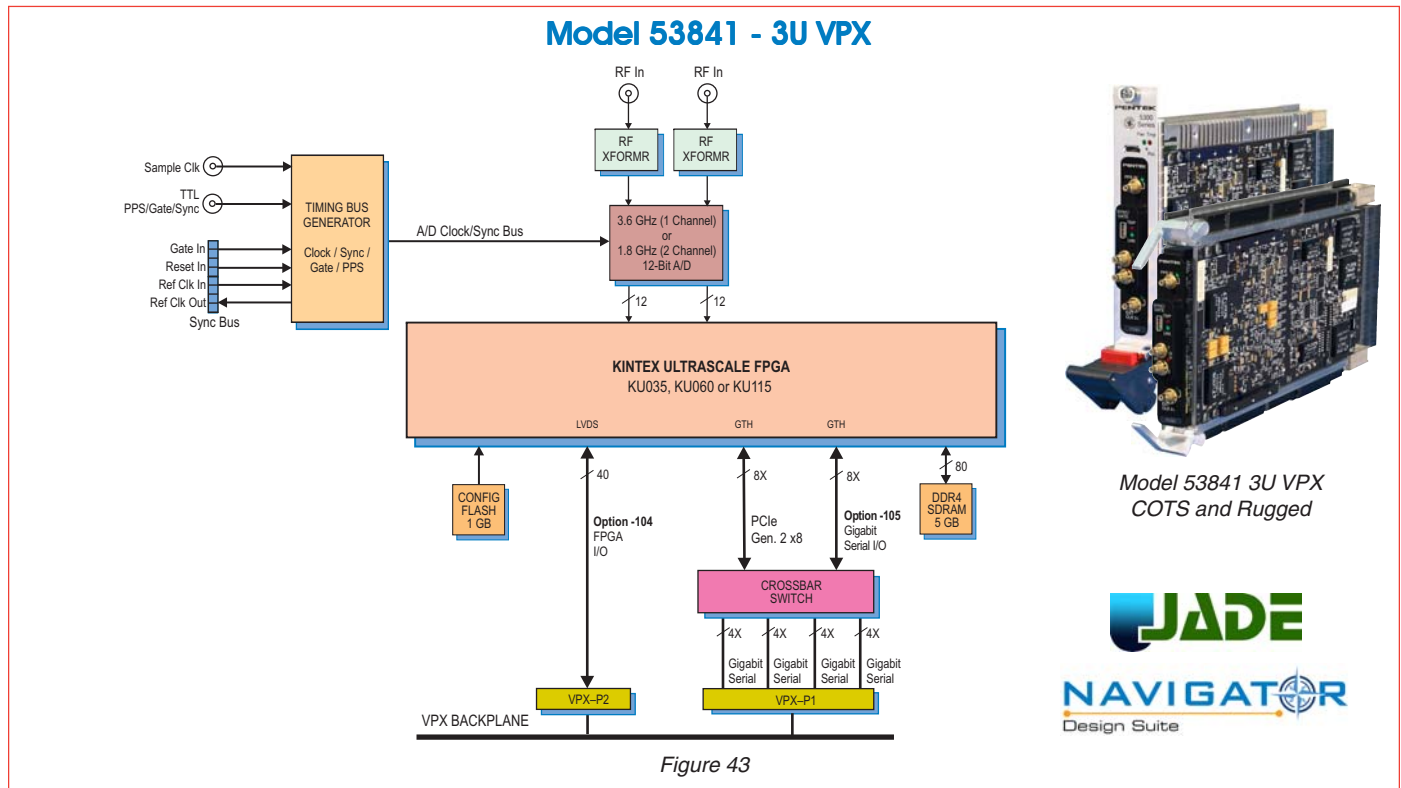 Model 53841 - 3U VPX
RF In
RF In
RF
XFORMR
RF
XFORMR
Sample Clk
TTL
PPS/Gate/Sync
Gate In
Reset In
Ref Clk In
Ref Clk Out
Sync Bus
TIMING BUS
GENERATOR
Clock / Sync /
Gate / PPS
A/D Clock/Sync Bus
3.6 GHz (1 Channel)
or
1.8 GHz (2 Channel)
12-Bit A/D
12
12
KINTEX ULTRASCALE FPGA
KU035, KU060 or KU115
LVDS
GTH
GTH
40
8X
8X
80
CONFIG
FLASH
1 GB
Option -104
FPGA
I/O
PCIe
Gen. 2 x8
Option -105
Gigabit
Serial I/O
DDR4
SDRAM
5 GB
CROSSBAR
SWITCH
4X
4X
4X
4X
Gigabit
Serial
Gigabit
Serial
Gigabit
Serial
Gigabit
Serial
VPX–P2
VPX–P1
VPX BACKPLANE
Figure 43
PENTEK
5300
Series
PENTEK
Model 53841 3U VPX
COTS and Rugged
JADE
NAVIGATOR
Design Suite